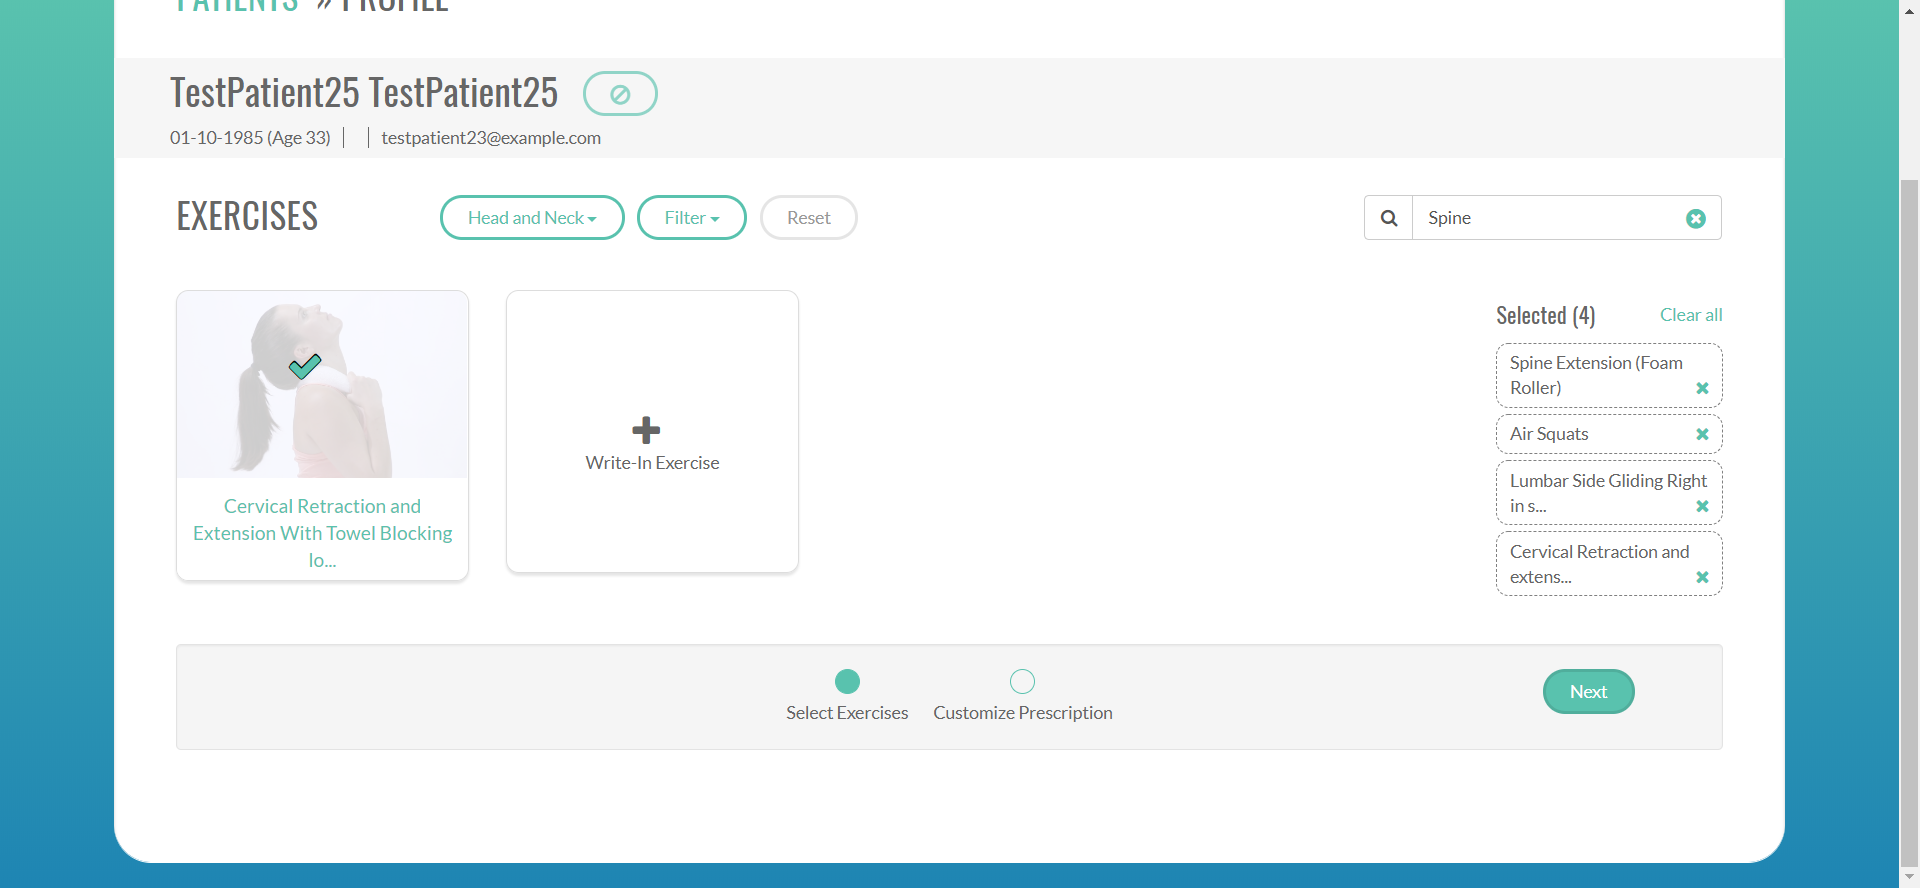 PATIENTS » PROFILE
TestPatient25 TestPatient25
01-10-1985 (Age 33)
testpatient23@example.com
EXERCISES
Head and Neck
Filter
Reset
Spine
Cervical Retraction and
Extension With Towel Blocking
lo...
Write-In Exercise
Selected (4)
Clear all
Spine Extension (Foam
Roller)
Air Squats
Lumbar Side Gliding Right
in s...
Cervical Retraction and
extens...
Select Exercises
Customize Prescription
Next